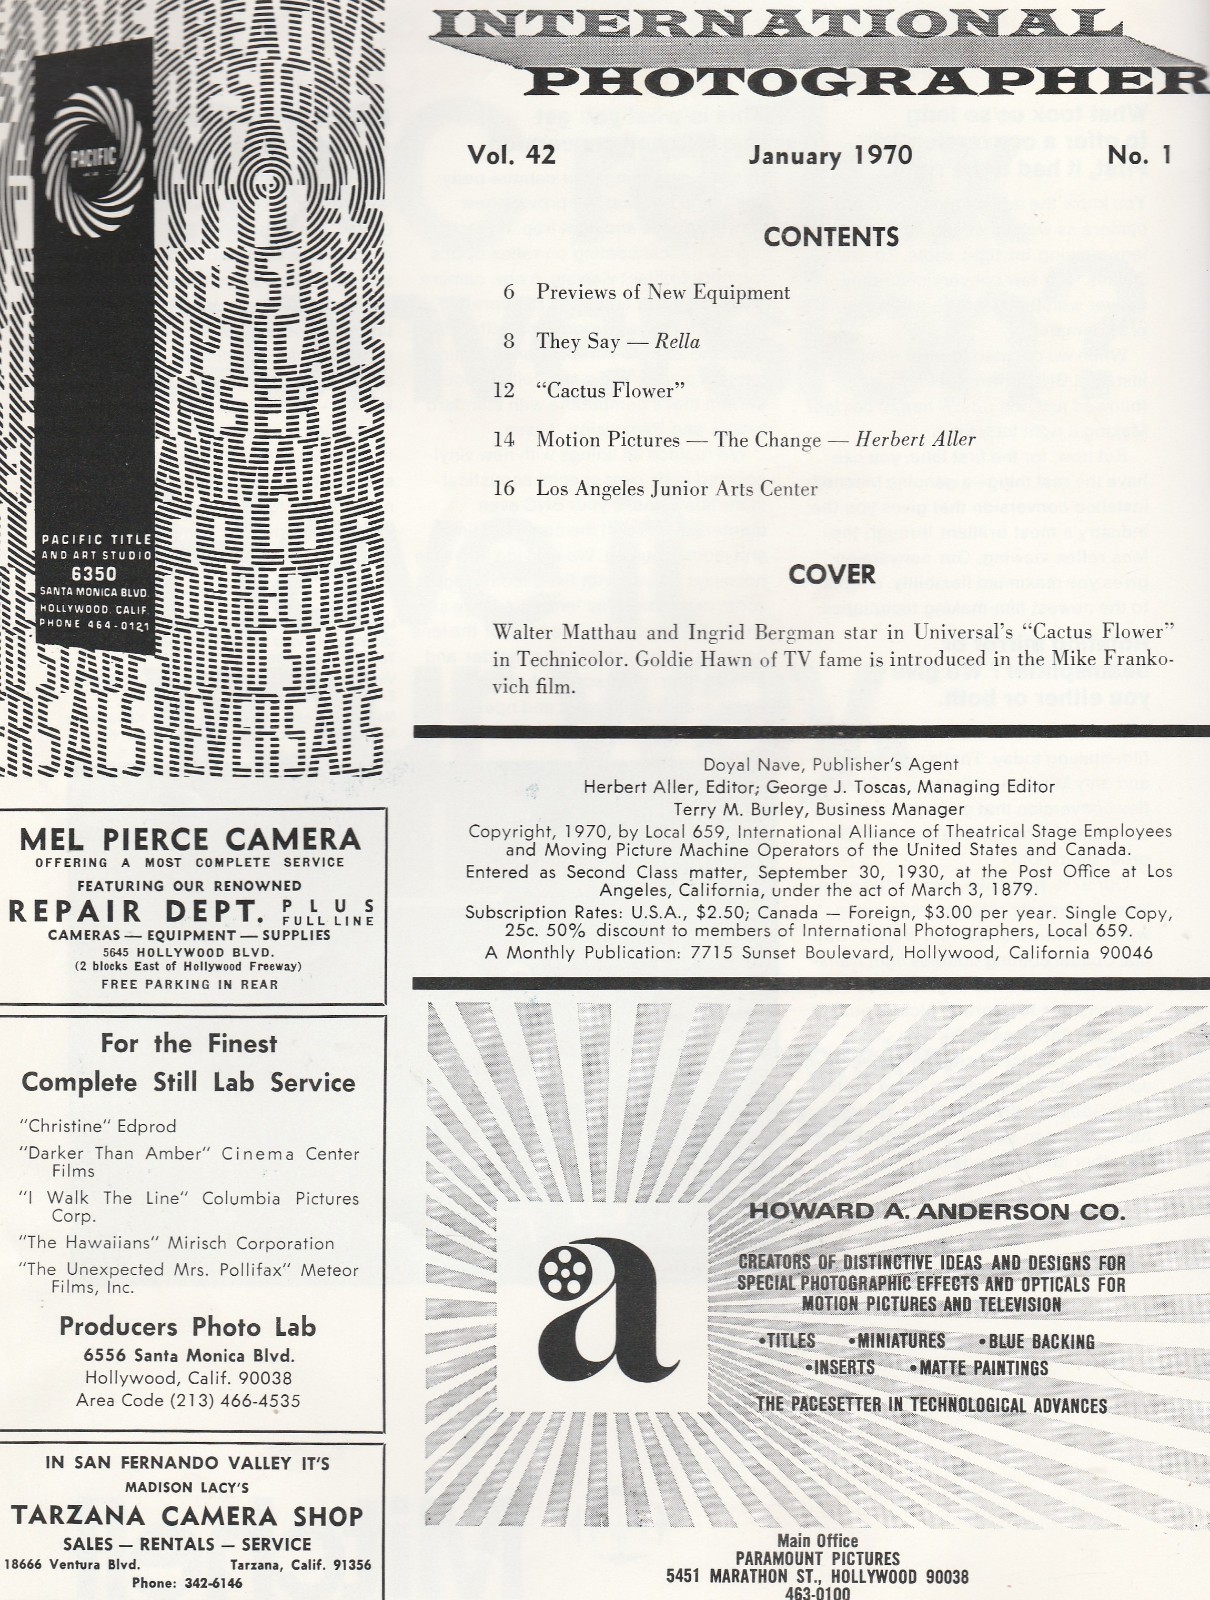 INTERNATIONAL
PHOTOGRAPHER
Vol. 42 January 1970 No. 1
CONTENTS
6 Previews of New Equipment
8 They Say — Rella
12 “Cactus Flower”
14 Motion Pictures — The Change — Herbert Aller
16 Los Angeles Junior Arts Center
COVER
Walter Matthau and Ingrid Bergman star in Universal’s “Cactus Flower”
in Technicolor. Goldie Hawn of TV fame is introduced in the Mike Franko-
vich film.
Doyal Nave, Publisher’s Agent
Herbert Aller, Editor; George J. Toscas, Managing Editor
Terry M. Burley, Business Manager
Copyright, 1970, by Local 659, International Alliance of Theatrical Stage Employees
and Moving Picture Machine Operators of the United States and Canada.
Entered as Second Class matter, September 30, 1930, at the Post Office at Los
Angeles, California, under the act of March 3, 1879.
Subscription Rates: U.S.A., $2.50; Canada — Foreign, $3.00 per year. Single Copy,
25c. 50% discount to members of International Photographers, Local 659.
A Monthly Publication: 7715 Sunset Boulevard, Hollywood, California 90046
CREATIVE
DESIGNS
TITLES
OPTICALS
INSERTS
ANIMATION
COLOR
CORRECTION
SOUND STAGE
REVERSALS
PACIFIC
PACIFIC TITLE
AND ART STUDIO
6350
SANTA MONICA BLVD.
HOLLYWOOD. CALIF.
PHONE 464-0121
MEL PIERCE CAMERA
OFFERING A MOST COMPLETE SERVICE
FEATURING OUR RENOWNED
REPAIR DEPT. PLUS
FULL LINE
CAMERAS — EQUIPMENT — SUPPLIES
5645 HOLLYWOOD BLVD.
(2 blocks East of Hollywood Freeway)
FREE PARKING IN REAR
For the Finest
Complete Still Lab Service
“Christine” Edprod
“Darker Than Amber” Cinema Center
Films
“I Walk The Line” Columbia Pictures
Corp.
“The Hawaiians” Mirisch Corporation
“The Unexpected Mrs. Pollifax” Meteor
Films, Inc.
Producers Photo Lab
6556 Santa Monica Blvd.
Hollywood, Calif. 90038
Area Code (213) 466-4535
IN SAN FERNANDO VALLEY IT’S
MADISON LACY’S
TARZANA CAMERA SHOP
SALES — RENTALS — SERVICE
18666 Ventura Blvd. Tarzana, Calif. 91356
Phone: 342-6146
a
HOWARD A. ANDERSON CO.
CREATORS OF DISTINCTIVE IDEAS AND DESIGNS FOR
SPECIAL PHOTOGRAPHIC EFFECTS AND OPTICALS FOR
MOTION PICTURES AND TELEVISION
•TITLES •MINIATURES •BLUE BACKING
•INSERTS •MATTE PAINTINGS
THE PACESETTER IN TECHNOLOGICAL ADVANCES
Main Office
PARAMOUNT PICTURES
5451 MARATHON ST., HOLLYWOOD 90038
463-0100